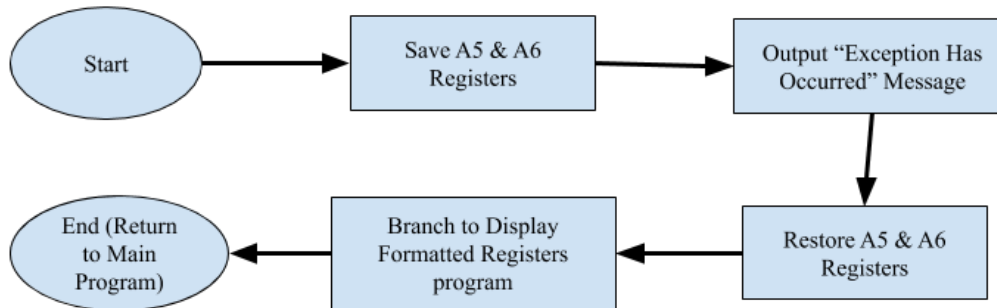 Start
Save A5 & A6
Registers
Output “Exception Has
Occurred” Message
Restore A5 & A6
Registers
Branch to Display
Formatted Registers
program
End (Return
to Main
Program)